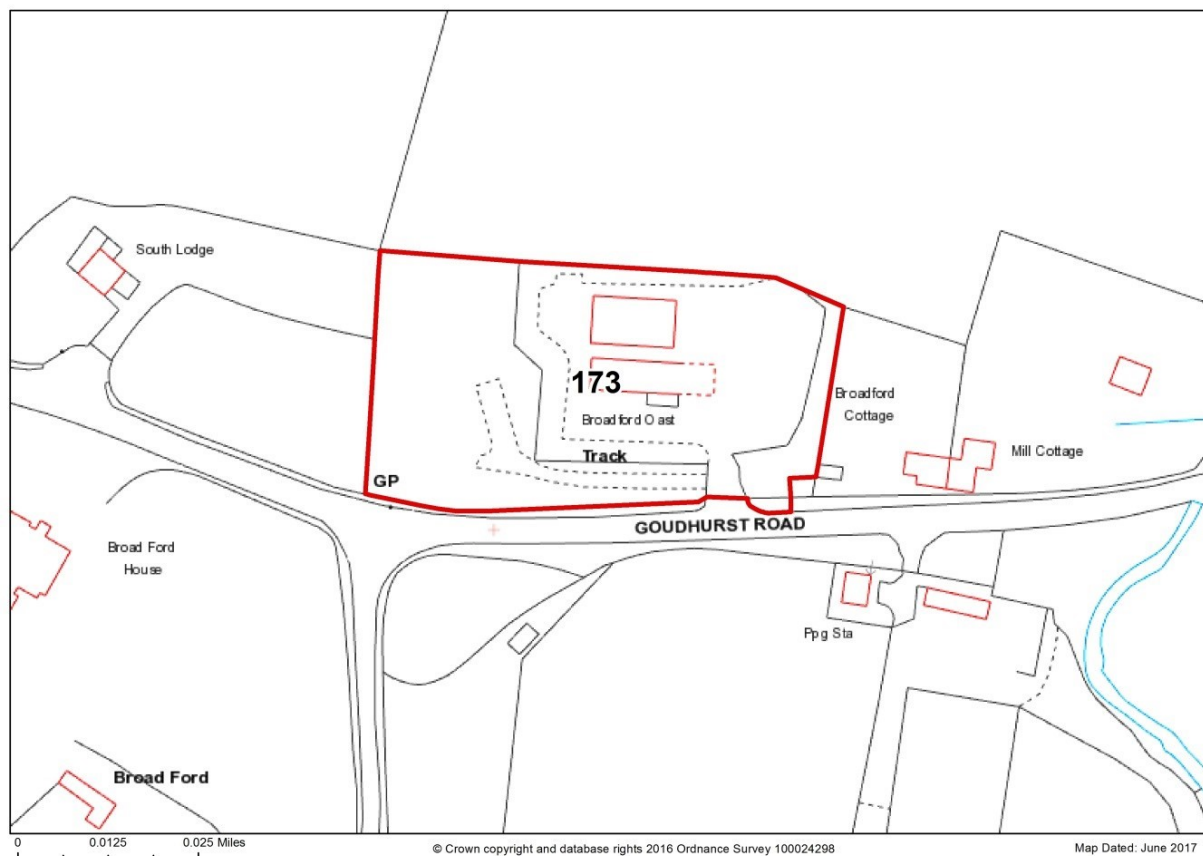 South Lodge
173
Broadford Oast
Track
Broadford
Cottage
Mill Cottage
GP
GOUDHURST ROAD
Broad Ford
House
Ppg Sta
Broad Ford
0 0.0125 0.025 Miles
© Crown copyright and database rights 2016 Ordnance Survey 100024298
Map Dated: June 2017